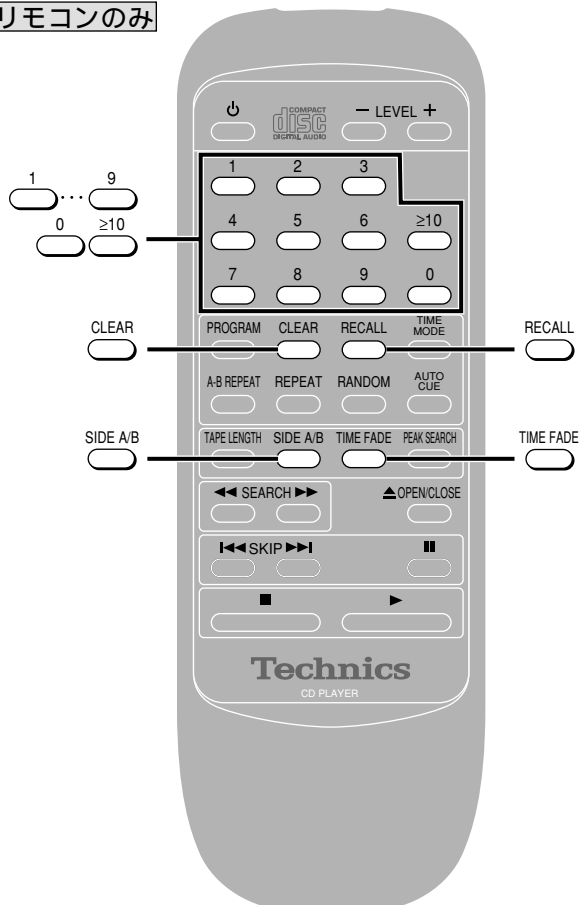 リモコンのみ
⏻ COMPACT disc DIGITAL AUDIO − LEVEL +
1 2 3
1 ··· 9
4 5 6 ≥10
0 ≥10
7 8 9 0
CLEAR
PROGRAM CLEAR RECALL TIME MODE
RECALL
A-B REPEAT REPEAT RANDOM AUTO CUE
SIDE A/B
TAPE LENGTH SIDE A/B TIME FADE PEAK SEARCH
TIME FADE
◀◀ SEARCH ▶▶ ▲OPEN/CLOSE
|◀◀ SKIP ▶▶| ❚❚
■ ▶
Technics
CD PLAYER